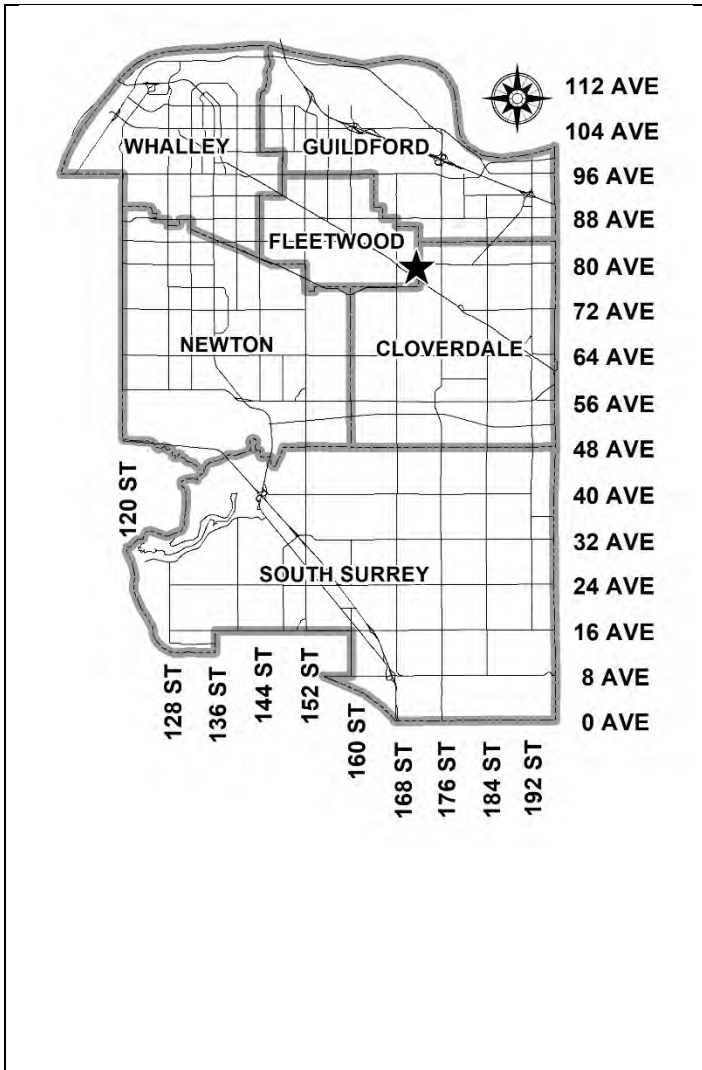 112 AVE
104 AVE
WHALLEY
GUILDFORD
96 AVE
88 AVE
FLEETWOOD
80 AVE
72 AVE
NEWTON
CLOVERDALE
64 AVE
56 AVE
48 AVE
120 ST
40 AVE
32 AVE
SOUTH SURREY
24 AVE
16 AVE
8 AVE
0 AVE
128 ST
136 ST
144 ST
152 ST
160 ST
168 ST
176 ST
184 ST
192 ST